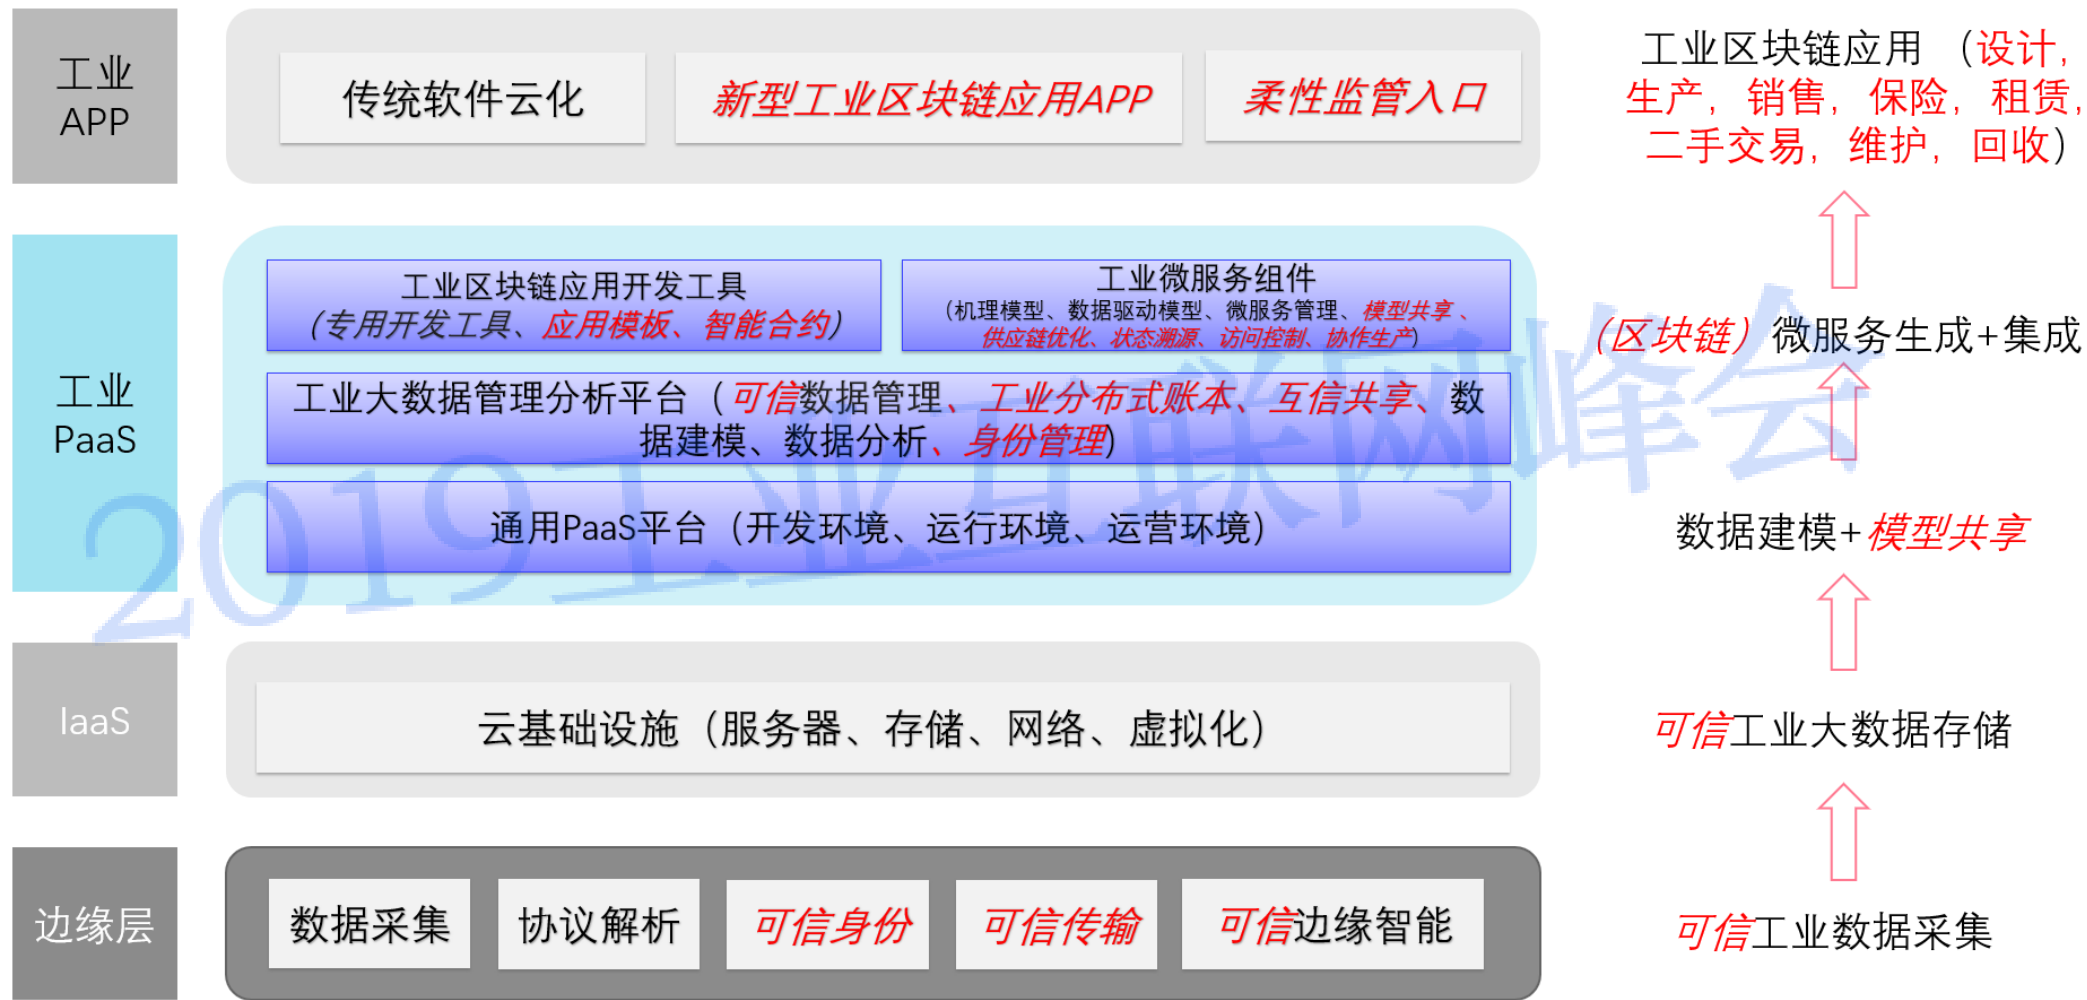 工业
APP
传统软件云化
新型工业区块链应用APP
柔性监管入口
工业区块链应用（设计，
生产，销售，保险，租赁，
二手交易，维护，回收）
工业
PaaS
工业区块链应用开发工具
（专用开发工具、应用模板、智能合约）
工业微服务组件
（机理模型、数据驱动模型、微服务管理、模型共享、
供应链优化、状态溯源、访问控制、协作生产）
工业大数据管理分析平台（可信数据管理、工业分布式账本、互信共享、数
据建模、数据分析、身份管理）
通用PaaS平台（开发环境、运行环境、运营环境）
（区块链）微服务生成+集成
数据建模+模型共享
IaaS
云基础设施（服务器、存储、网络、虚拟化）
可信工业大数据存储
边缘层
数据采集
协议解析
可信身份
可信传输
可信边缘智能
可信工业数据采集
2019工业互联网峰会